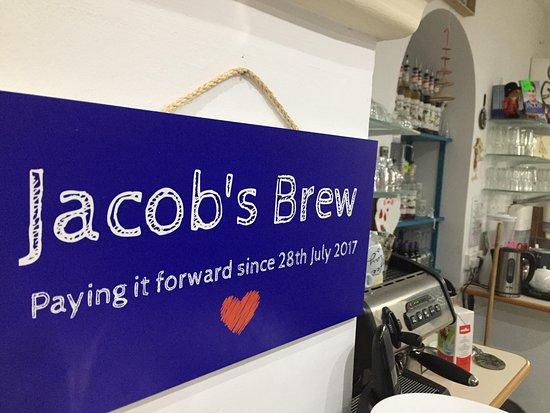 Jacob's Brew
Paying it forward since 28th July 2017